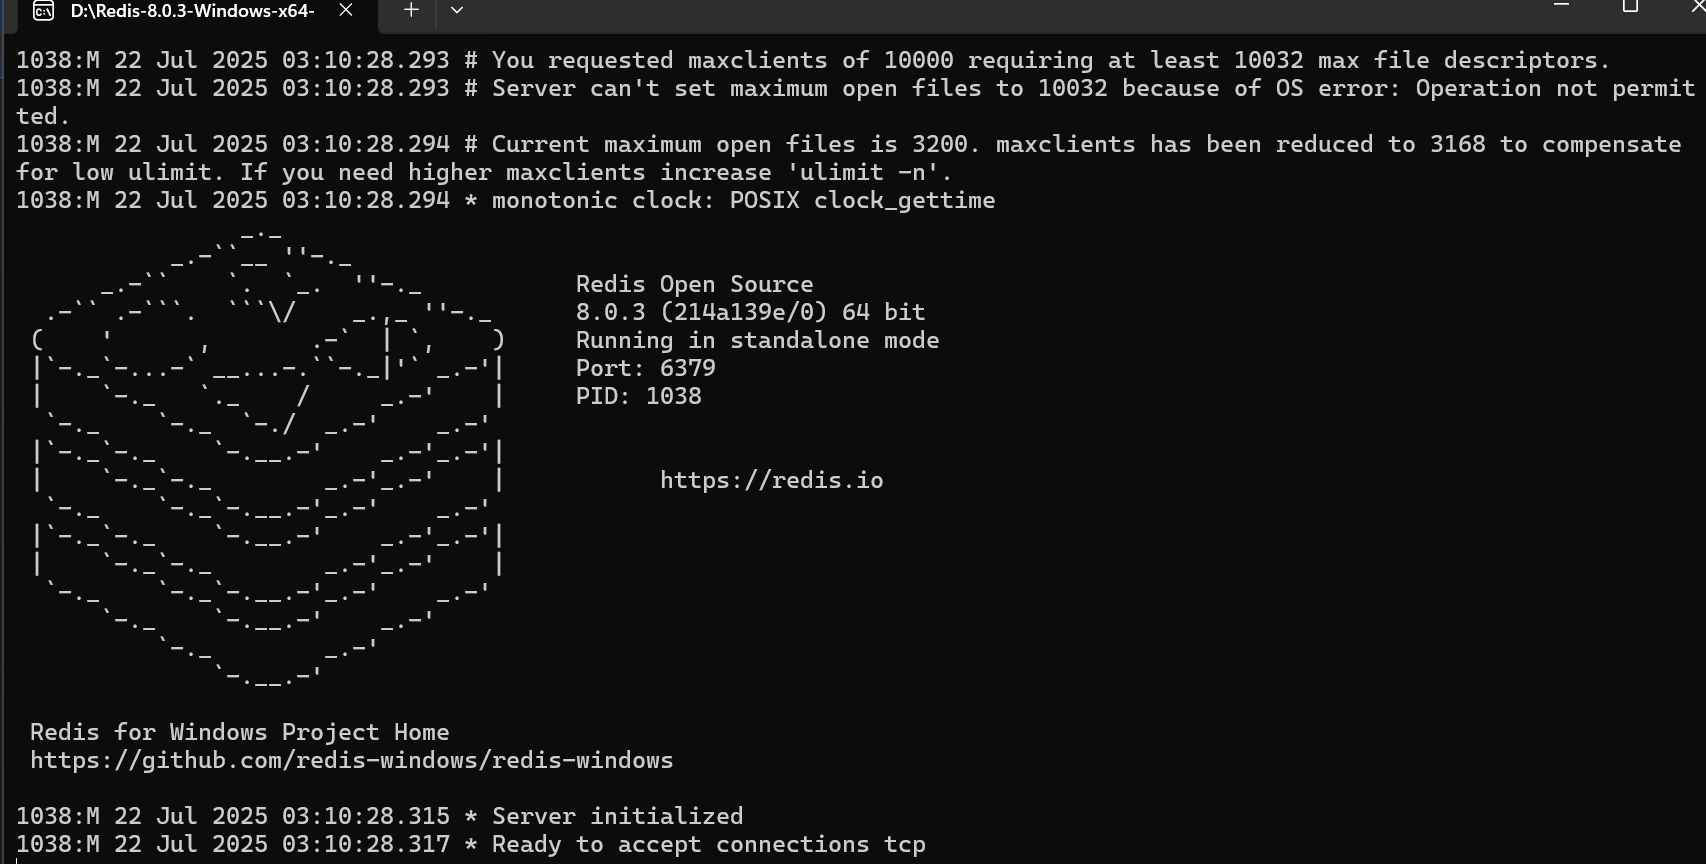 D:\Redis-8.0.3-Windows-x64-
1038:M 22 Jul 2025 03:10:28.293 # You requested maxclients of 10000 requiring at least 10032 max file descriptors.
1038:M 22 Jul 2025 03:10:28.293 # Server can't set maximum open files to 10032 because of OS error: Operation not permit
ted.
1038:M 22 Jul 2025 03:10:28.294 # Current maximum open files is 3200. maxclients has been reduced to 3168 to compensate
for low ulimit. If you need higher maxclients increase 'ulimit -n'.
1038:M 22 Jul 2025 03:10:28.294 * monotonic clock: POSIX clock_gettime
Redis Open Source
8.0.3 (214a139e/0) 64 bit
Running in standalone mode
Port: 6379
PID: 1038
https://redis.io
Redis for Windows Project Home
https://github.com/redis-windows/redis-windows
1038:M 22 Jul 2025 03:10:28.315 * Server initialized
1038:M 22 Jul 2025 03:10:28.317 * Ready to accept connections tcp